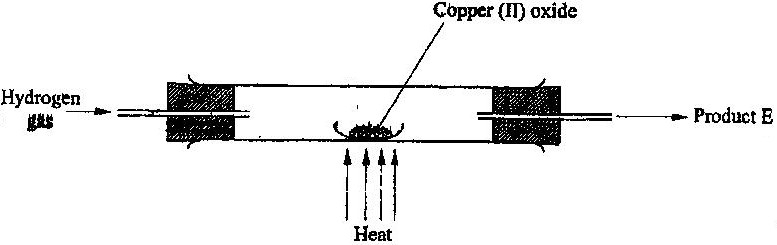 Copper (II) oxide
Hydrogen
gas
Product E
Heat